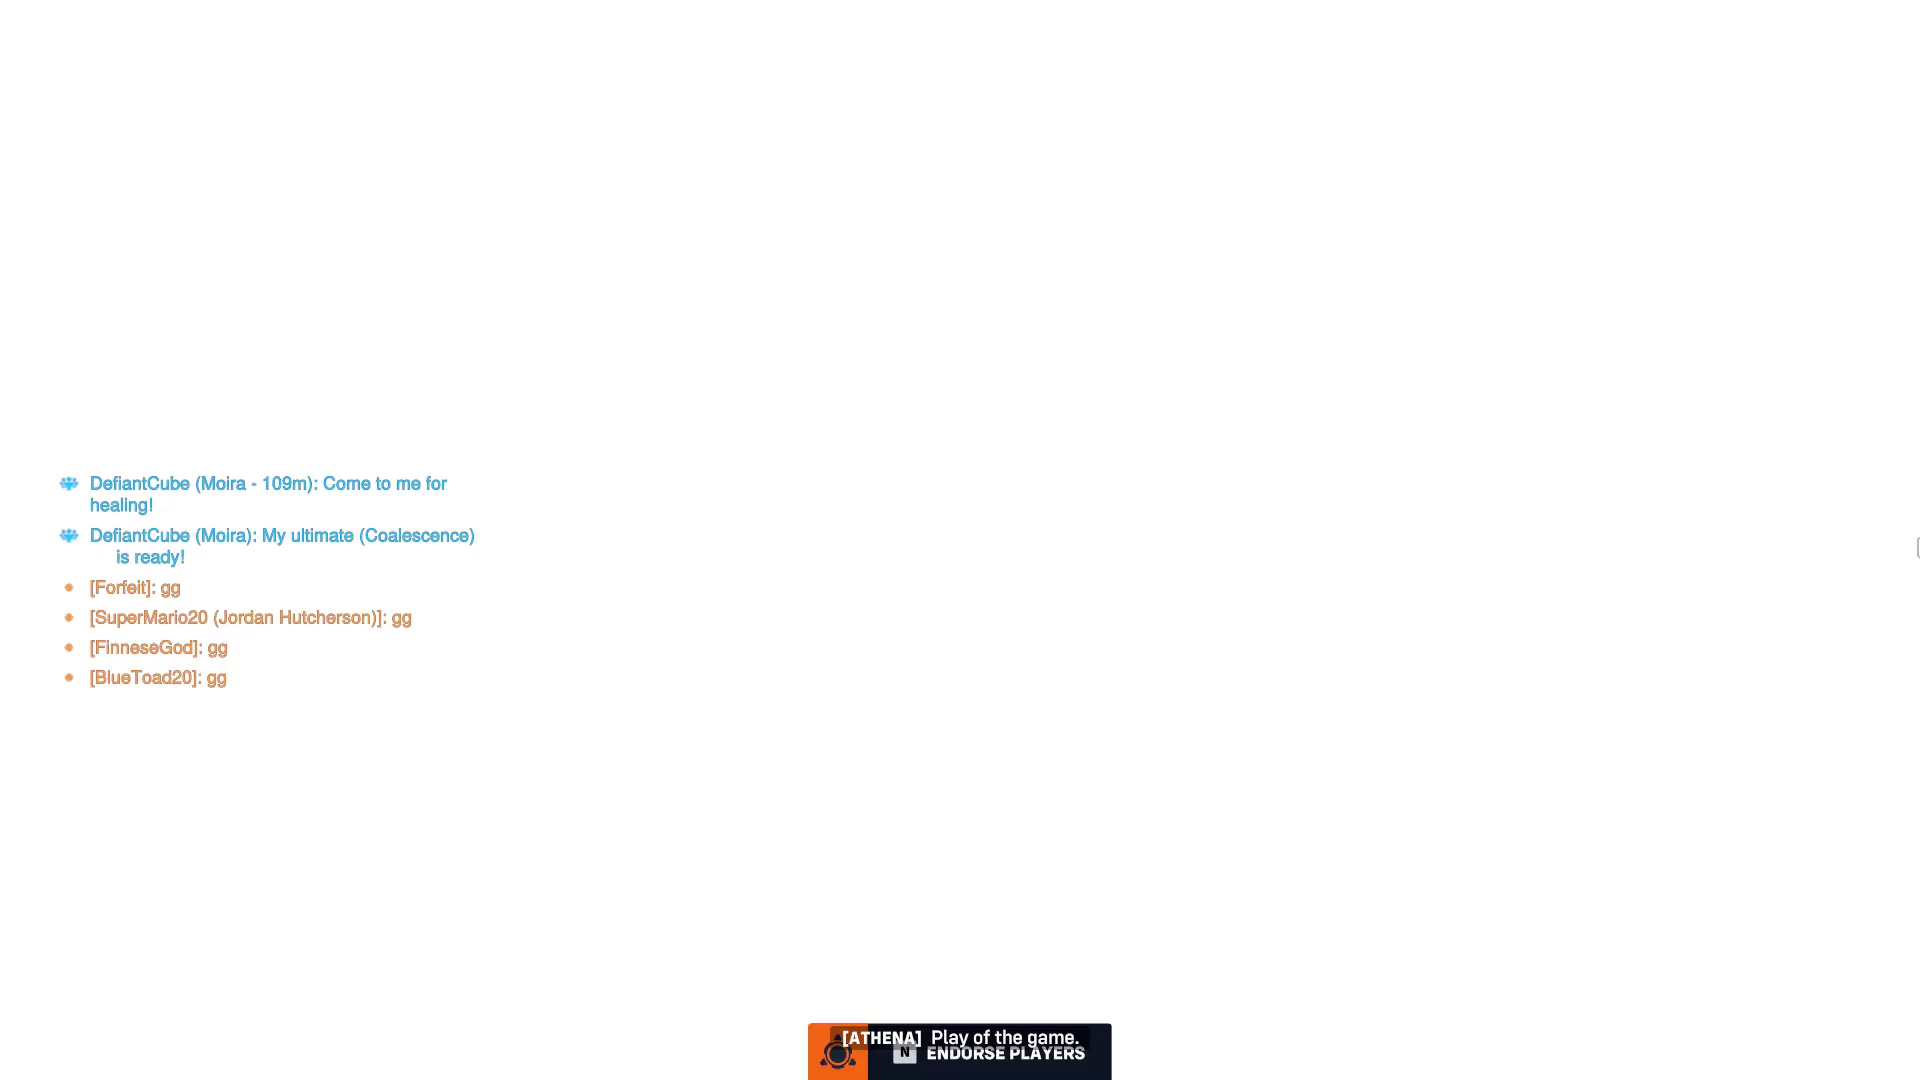 DefiantCube (Moira - 109m): Come to me for
healing!
DefiantCube (Moira): My ultimate (Coalescence)
is ready!
[Forfeit]: gg
[SuperMario20 (Jordan Hutcherson)]: gg
[FinneseGod]: gg
[BlueToad20]: gg
[ATHENA] Play of the game.
N ENDORSE PLAYERS